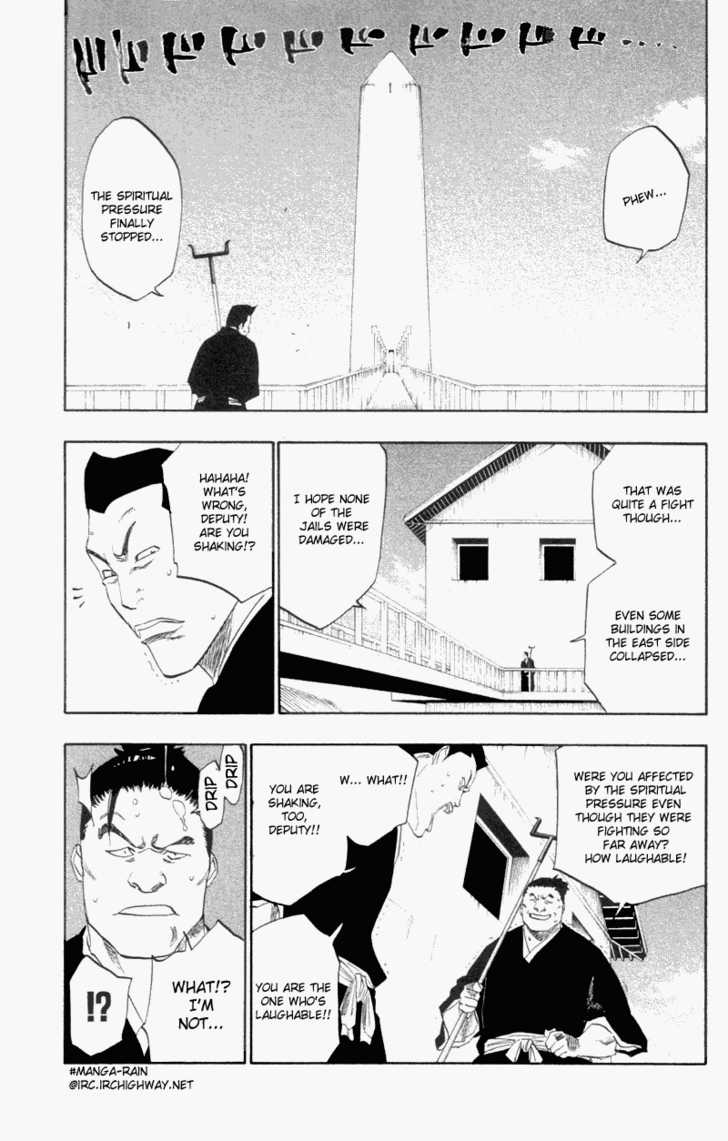 PHEW...
THE SPIRITUAL
PRESSURE
FINALLY
STOPPED...
THAT WAS
QUITE A FIGHT
THOUGH...
EVEN SOME
BUILDINGS IN
THE EAST SIDE
COLLAPSED...
I HOPE NONE
OF THE
JAILS WERE
DAMAGED...
HAHAHA!
WHAT'S
WRONG,
DEPUTY!
ARE YOU
SHAKING!?
WERE YOU AFFECTED
BY THE SPIRITUAL
PRESSURE EVEN
THOUGH THEY WERE
FIGHTING SO
FAR AWAY?
HOW LAUGHABLE!
W... WHAT!!
YOU ARE
SHAKING,
TOO,
DEPUTY!!
YOU ARE THE
ONE WHO'S
LAUGHABLE!!
DRIP
DRIP
WHAT!?
I'M
NOT...
!?
#MANGA-RAIN
@IRC.IRCHIGHWAY.NET